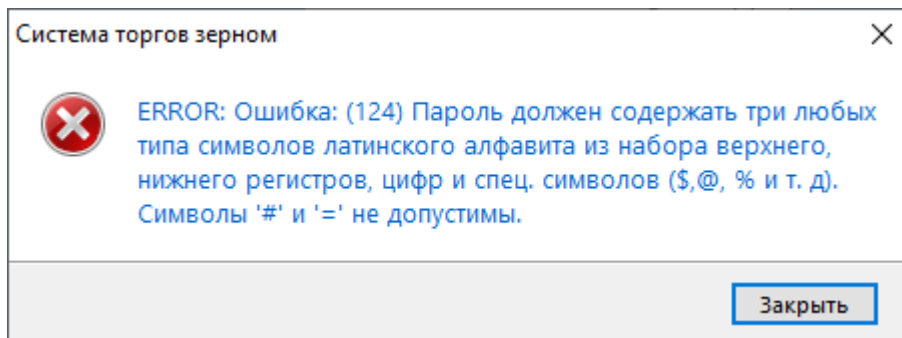 Система торгов зерном
ERROR: Ошибка: (124) Пароль должен содержать три любых
типа символов латинского алфавита из набора верхнего,
нижнего регистров, цифр и спец. символов ($,@, % и т. д).
Символы '#' и '=' не допустимы.
Закрыть